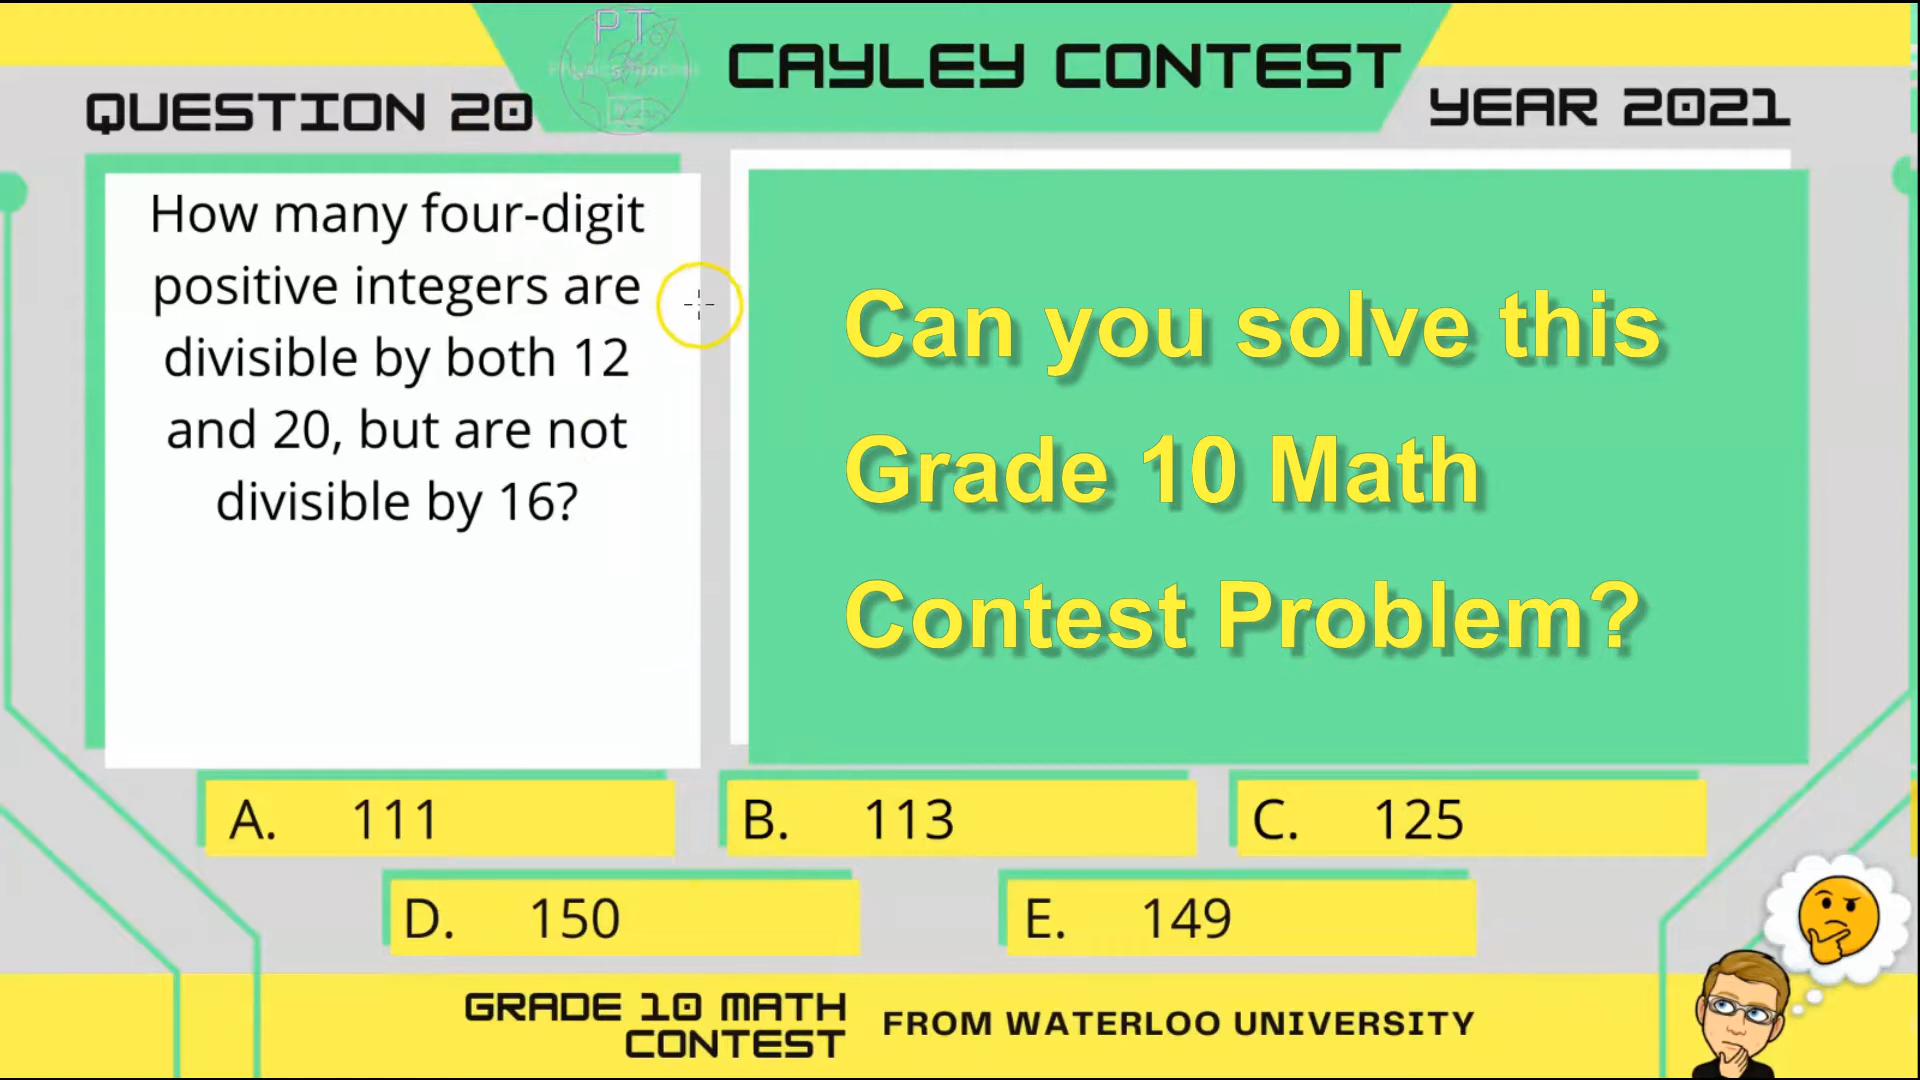 PT
CAYLEY CONTEST
QUESTION 20
YEAR 2021
How many four-digit
positive integers are
divisible by both 12
and 20, but are not
divisible by 16?
Can you solve this
Grade 10 Math
Contest Problem?
A. 111
B. 113
C. 125
D. 150
E. 149
GRADE 10 MATH
CONTEST
FROM WATERLOO UNIVERSITY